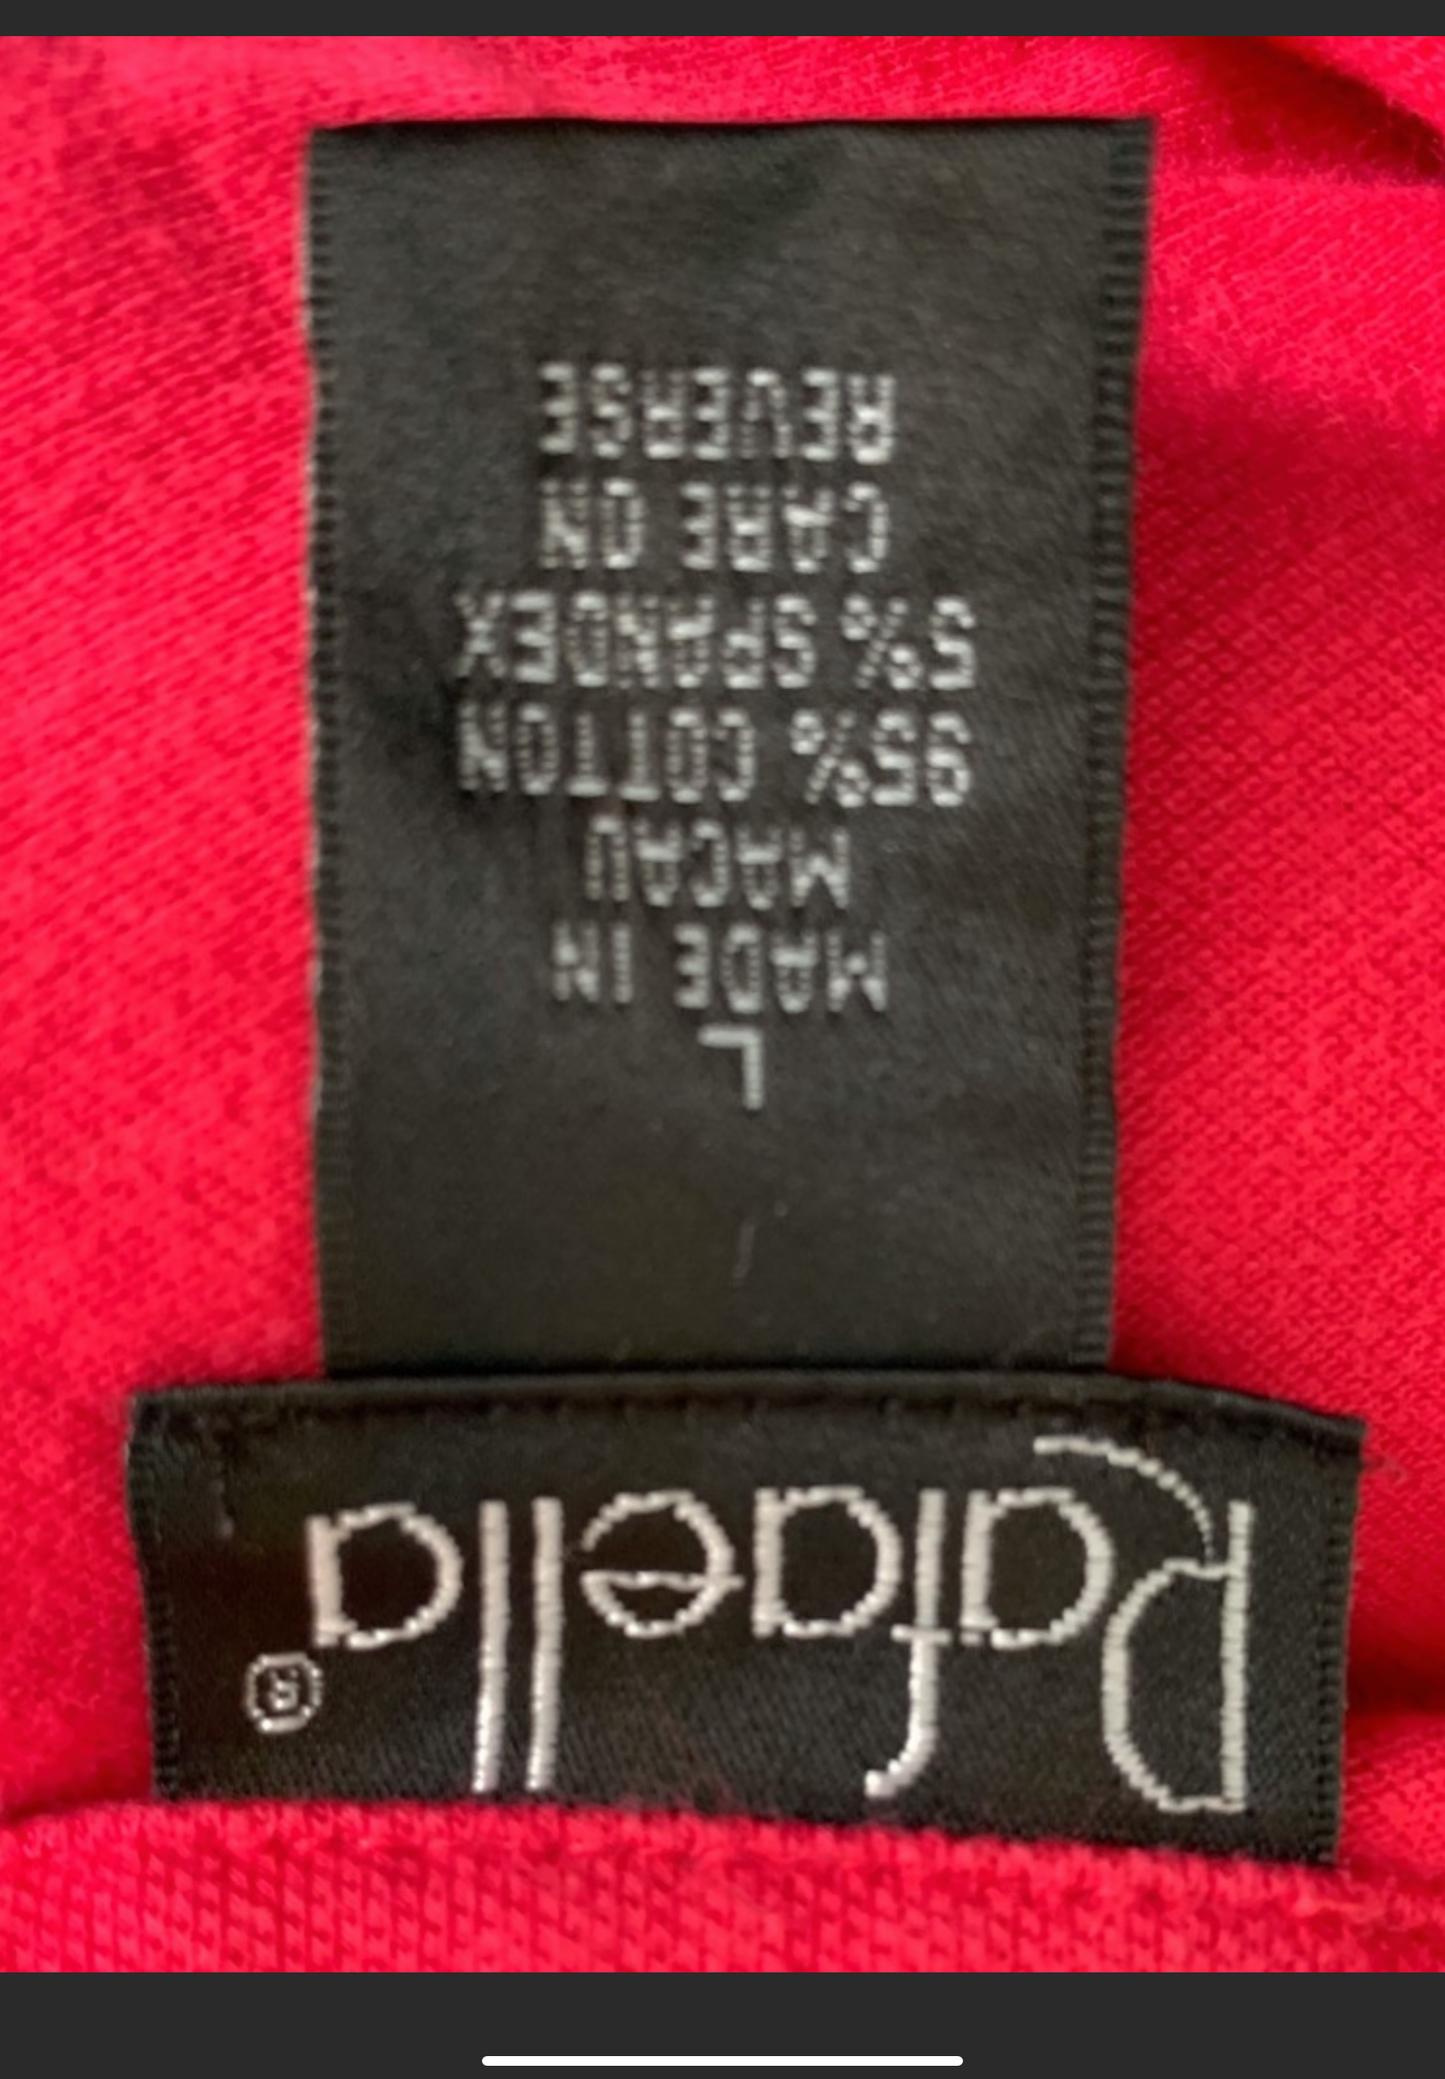 Rafaella®
L
MADE IN
MACAU
95% COTTON
5% SPANDEX
CARE ON
REVERSE